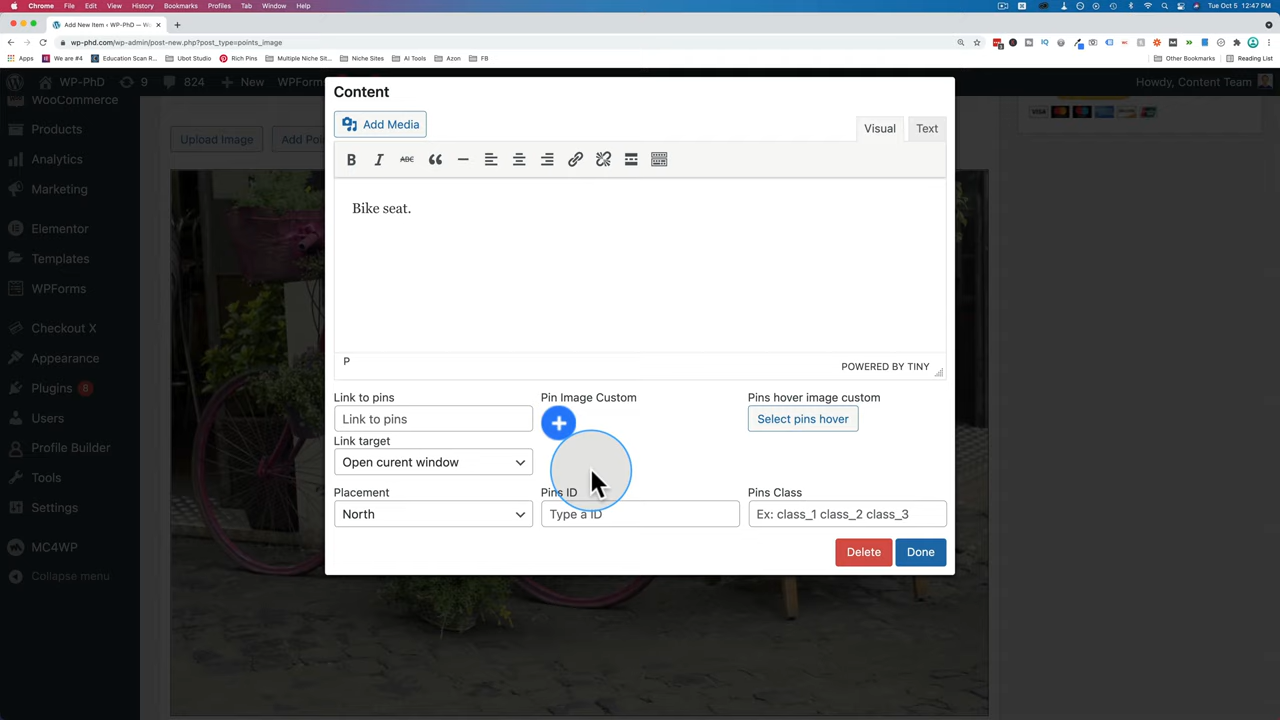 Chrome File Edit View History Bookmarks Profiles Tab Window Help
Tue Oct 5 12:47 PM
Add New Item ‹ WP-PhD — Wo
wp-phd.com/wp-admin/post-new.php?post_type=points_image
Apps We are #4 Education Scan R... Ubot Studio Rich Pins Multiple Niche Sit... Niche Sites AI Tools Azon FB Other Bookmarks Reading List
WP-PhD 9 824 New WPForm Howdy, Content Team
WooCommerce
Products
Analytics
Marketing
Elementor
Templates
WPForms
Checkout X
Appearance
Plugins 8
Users
Profile Builder
Tools
Settings
MC4WP
Collapse menu
Upload Image Add Poi
Content
Add Media
Visual Text
B I ABC
Bike seat.
P
POWERED BY TINY
Link to pins Pin Image Custom Pins hover image custom
Link to pins Select pins hover
Link target
Open curent window
Placement Pins ID Pins Class
North Type a ID Ex: class_1 class_2 class_3
Delete Done